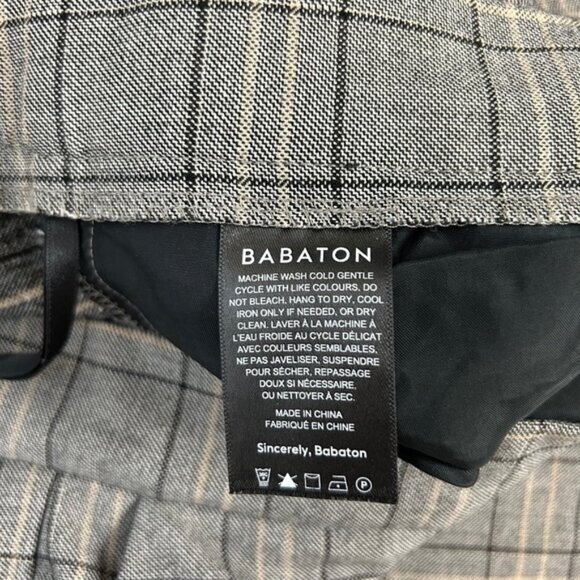 BABATON
MACHINE WASH COLD GENTLE
CYCLE WITH LIKE COLOURS. DO
NOT BLEACH. HANG TO DRY, COOL
IRON ONLY IF NEEDED, OR DRY
CLEAN. LAVER À LA MACHINE À
L'EAU FROIDE AU CYCLE DÉLICAT
AVEC COULEURS SEMBLABLES,
NE PAS JAVELISER, SUSPENDRE
POUR SÉCHER, REPASSAGE
DOUX SI NÉCESSAIRE,
OU NETTOYER À SEC.
MADE IN CHINA
FABRIQUÉ EN CHINE
Sincerely, Babaton
P